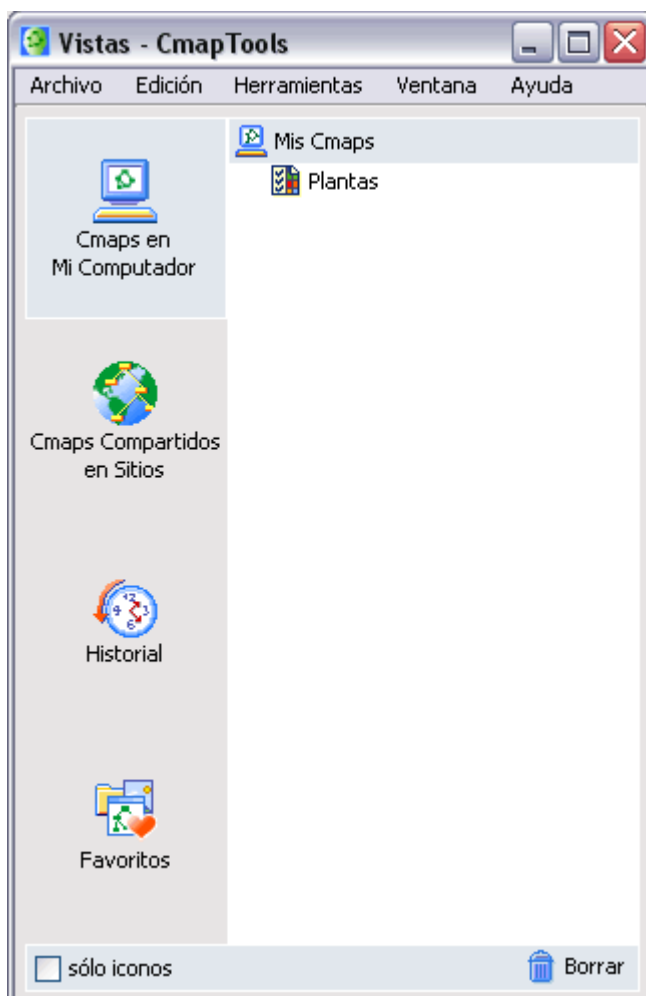 Vistas - CmapTools
Archivo Edición Herramientas Ventana Ayuda
Mis Cmaps
Plantas
Cmaps en
Mi Computador
Cmaps Compartidos
en Sitios
Historial
Favoritos
sólo iconos
Borrar